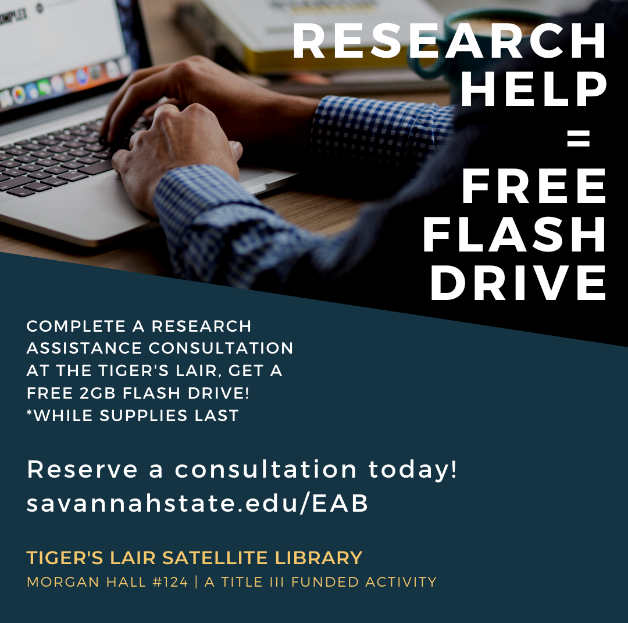 RESEARCH
HELP
=
FREE
FLASH
DRIVE
COMPLETE A RESEARCH
ASSISTANCE CONSULTATION
AT THE TIGER'S LAIR, GET A
FREE 2GB FLASH DRIVE!
*WHILE SUPPLIES LAST
Reserve a consultation today!
savannahstate.edu/EAB
TIGER'S LAIR SATELLITE LIBRARY
MORGAN HALL #124 | A TITLE III FUNDED ACTIVITY